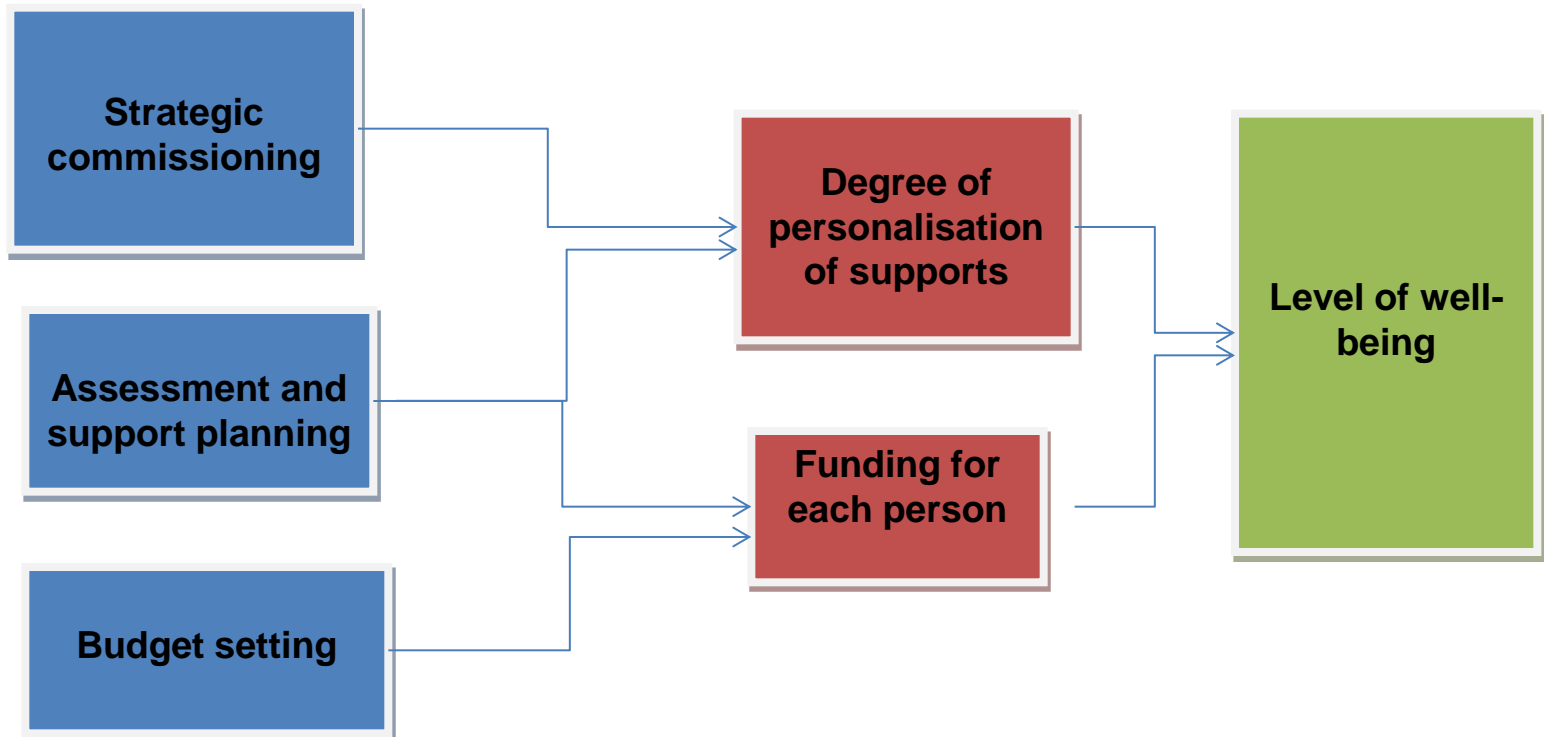 Strategic
commissioning
Assessment and
support planning
Budget setting
Degree of
personalisation
of supports
Funding for
each person
Level of well-
being